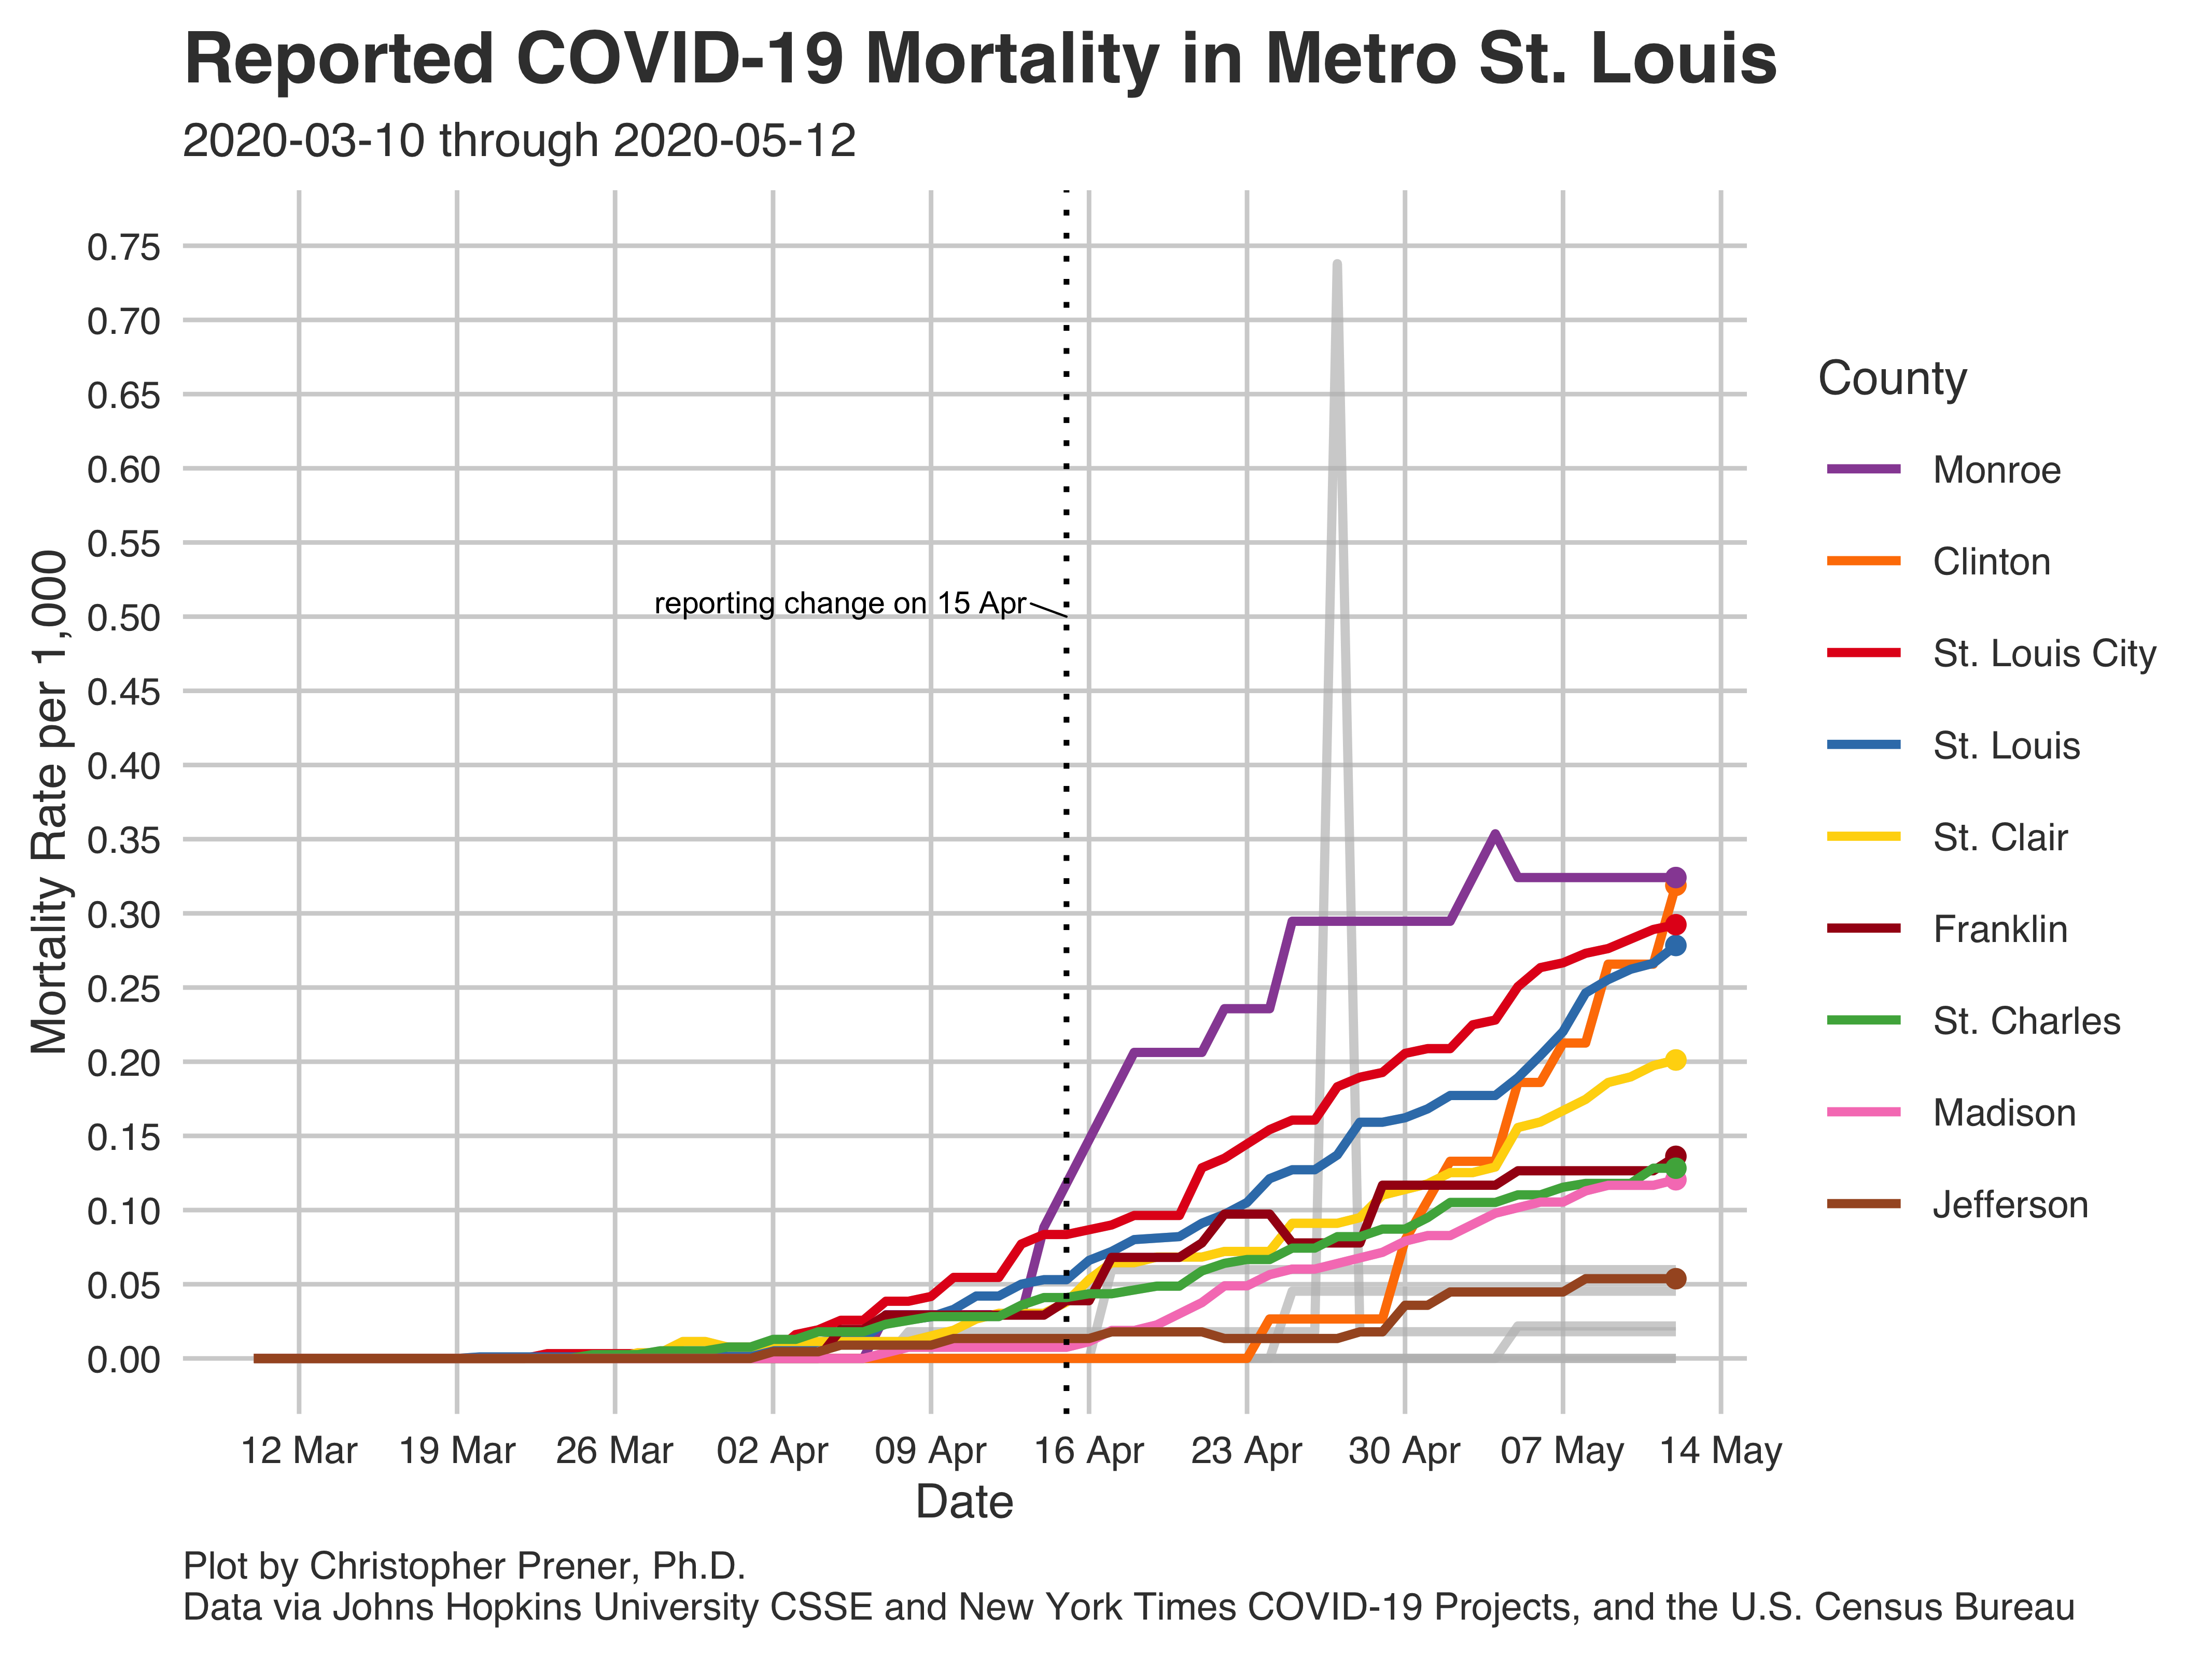 Reported COVID-19 Mortality in Metro St. Louis
2020-03-10 through 2020-05-12
Mortality Rate per 1,000
0.75
0.70
0.65
0.60
0.55
0.50
0.45
0.40
0.35
0.30
0.25
0.20
0.15
0.10
0.05
0.00
reporting change on 15 Apr
12 Mar
19 Mar
26 Mar
02 Apr
09 Apr
16 Apr
23 Apr
30 Apr
07 May
14 May
Date
County
Monroe
Clinton
St. Louis City
St. Louis
St. Clair
Franklin
St. Charles
Madison
Jefferson
Plot by Christopher Prener, Ph.D.
Data via Johns Hopkins University CSSE and New York Times COVID-19 Projects, and the U.S. Census Bureau